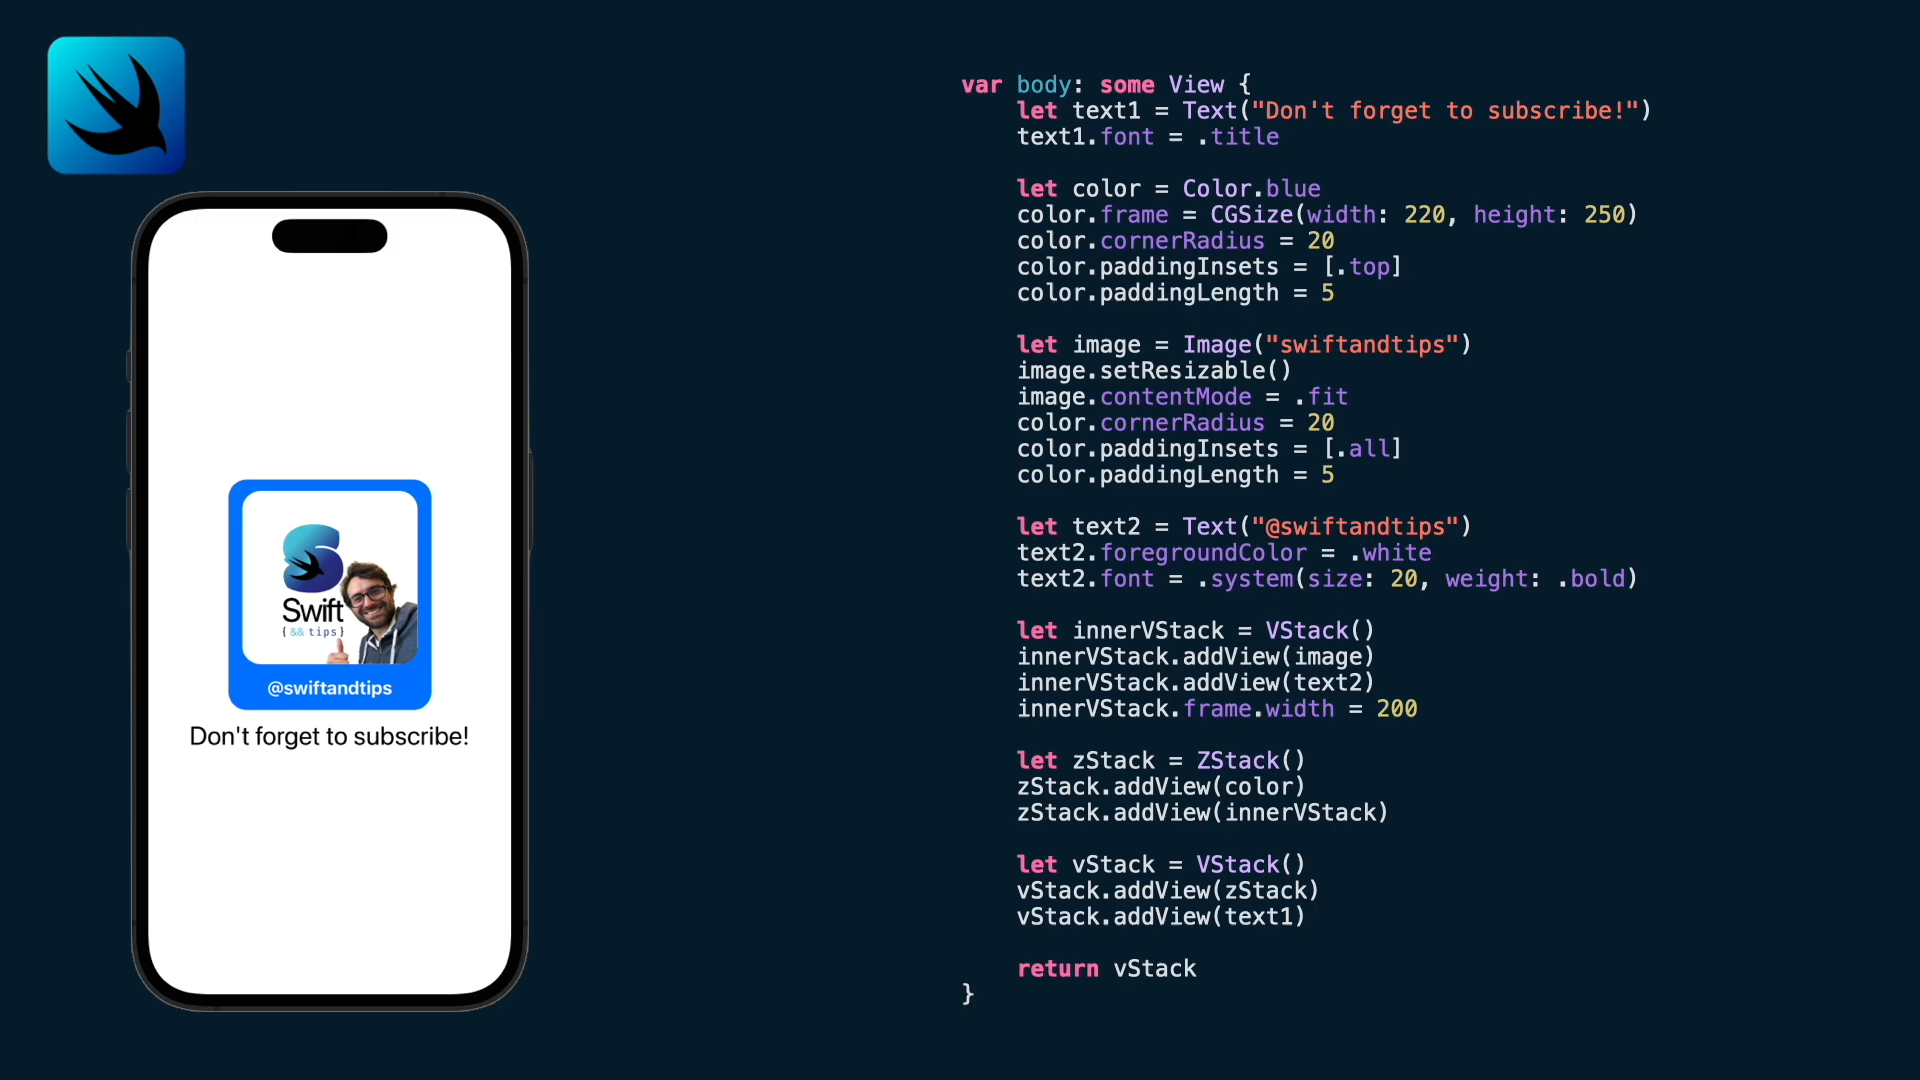 Swift
{ && tips }
@swiftandtips
Don't forget to subscribe!
var body: some View {
    let text1 = Text("Don't forget to subscribe!")
    text1.font = .title

    let color = Color.blue
    color.frame = CGSize(width: 220, height: 250)
    color.cornerRadius = 20
    color.paddingInsets = [.top]
    color.paddingLength = 5

    let image = Image("swiftandtips")
    image.setResizable()
    image.contentMode = .fit
    color.cornerRadius = 20
    color.paddingInsets = [.all]
    color.paddingLength = 5

    let text2 = Text("@swiftandtips")
    text2.foregroundColor = .white
    text2.font = .system(size: 20, weight: .bold)

    let innerVStack = VStack()
    innerVStack.addView(image)
    innerVStack.addView(text2)
    innerVStack.frame.width = 200

    let zStack = ZStack()
    zStack.addView(color)
    zStack.addView(innerVStack)

    let vStack = VStack()
    vStack.addView(zStack)
    vStack.addView(text1)

    return vStack
}